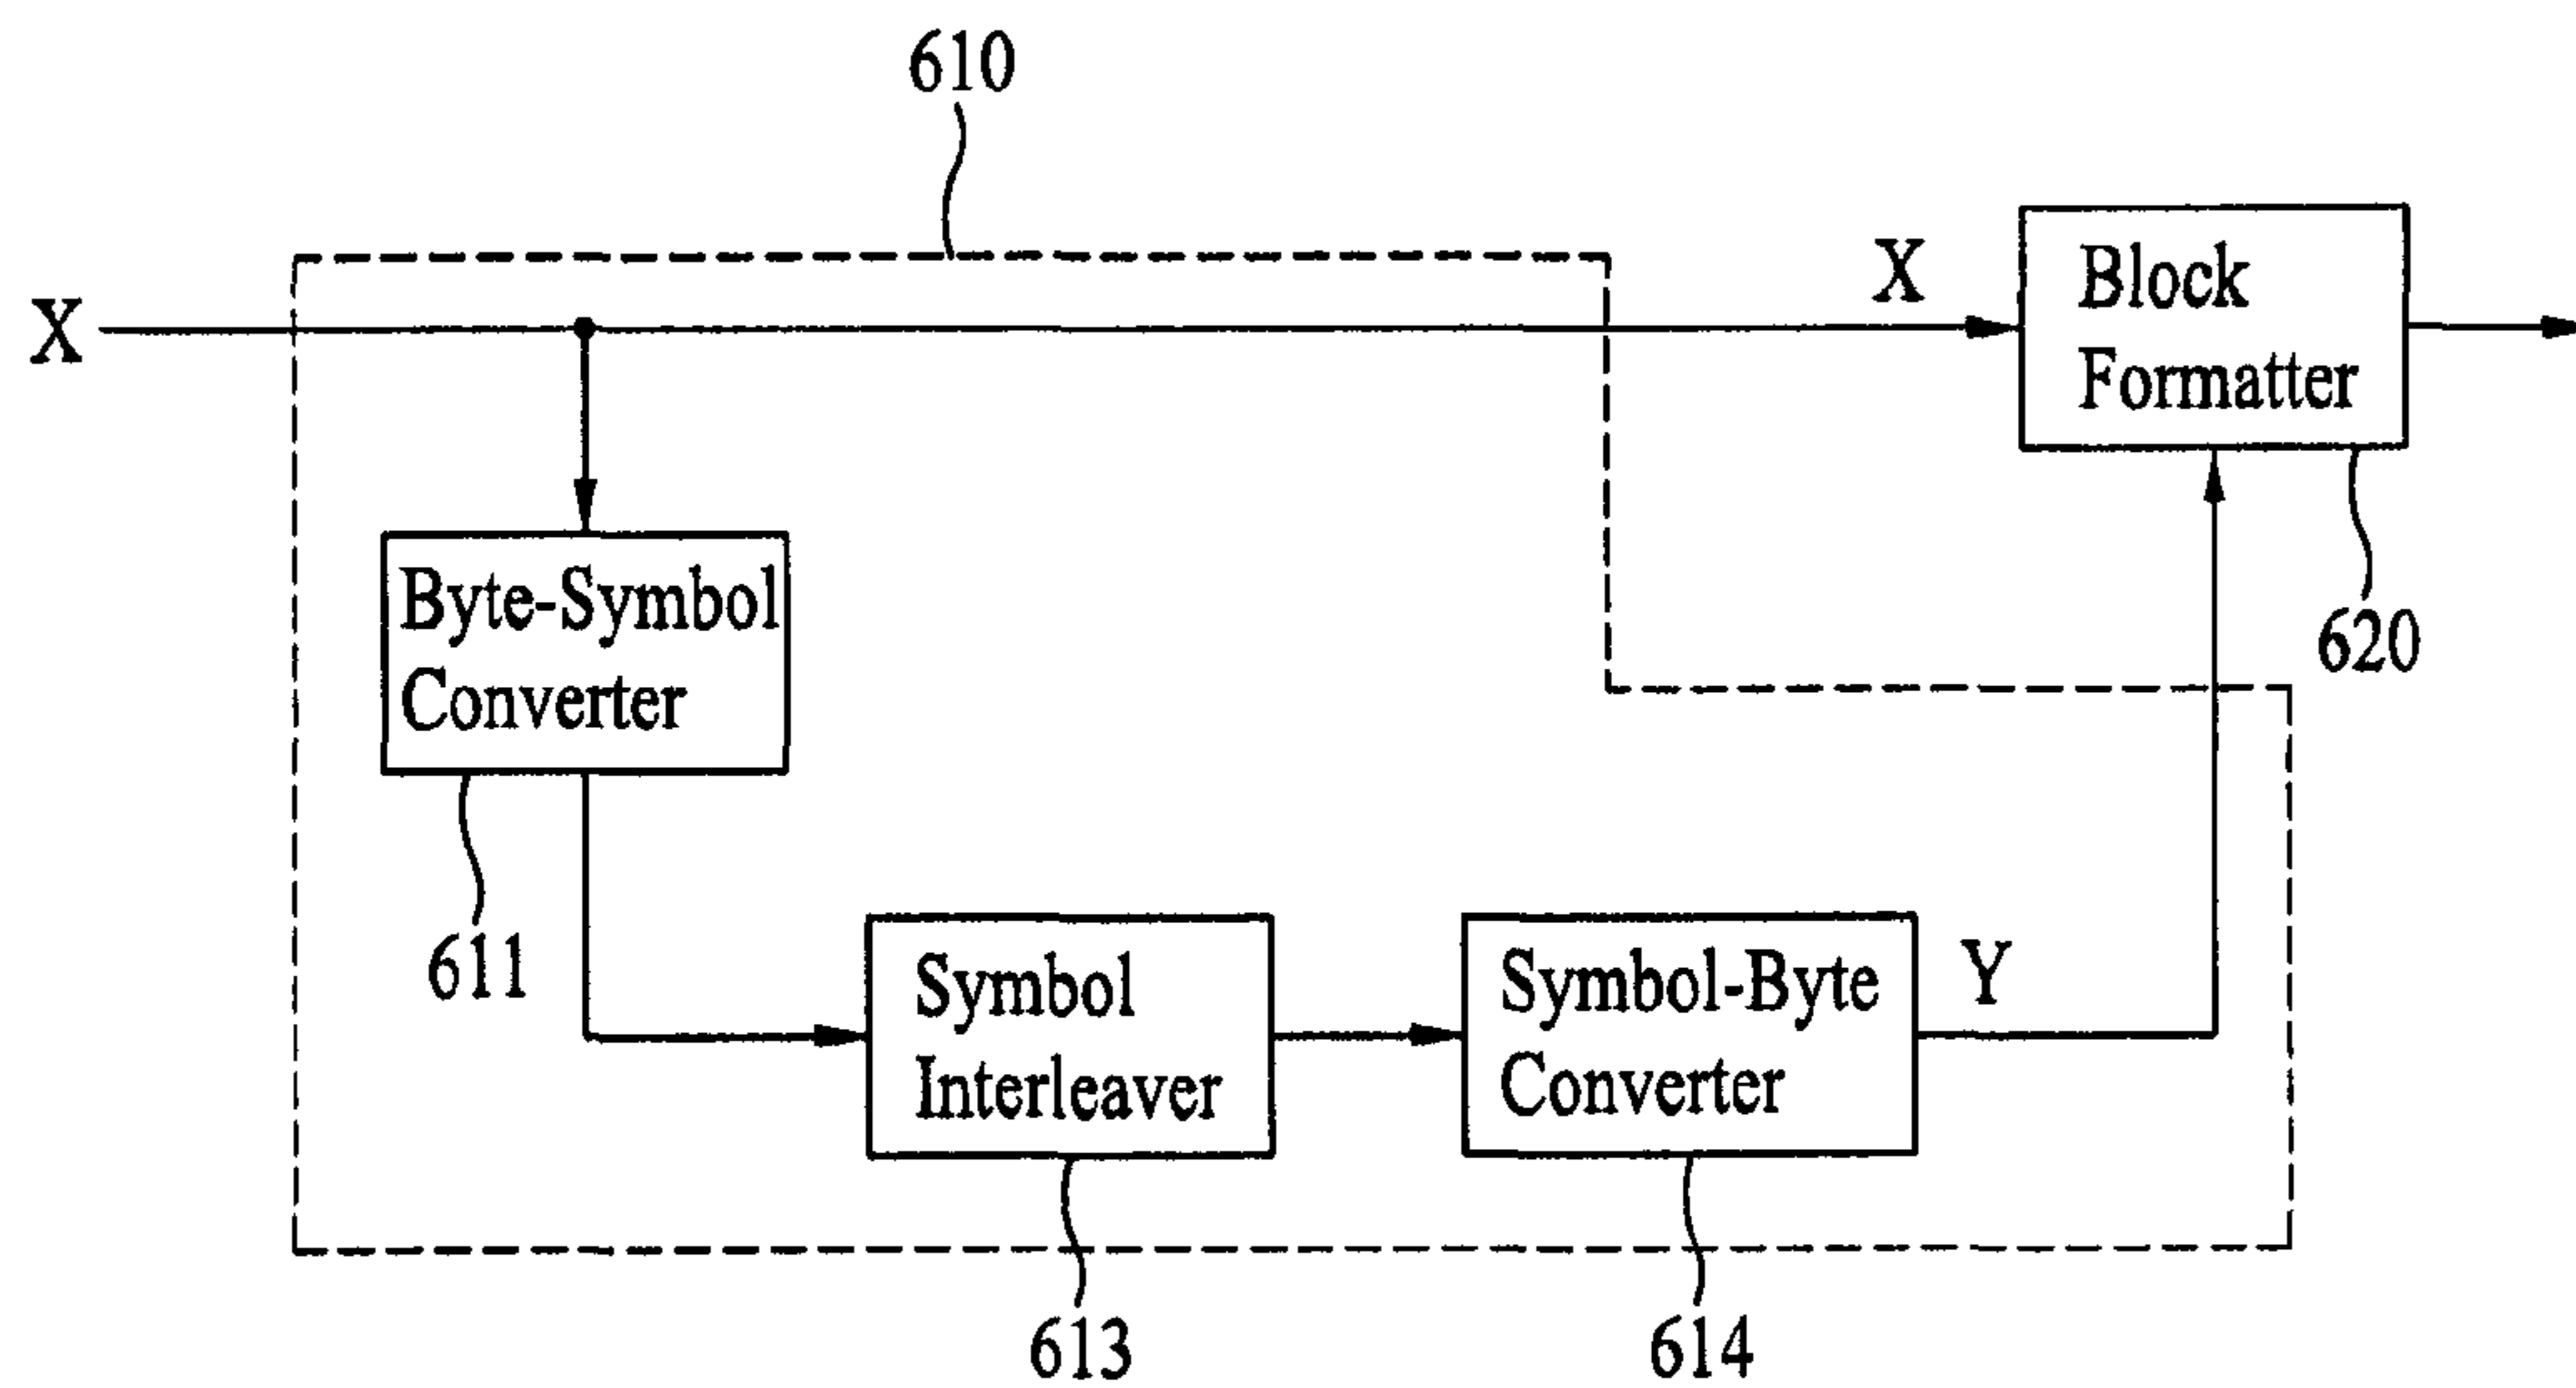 610
X
X
Block
Formatter
Byte-Symbol
Converter
620
611
Symbol
Interleaver
Symbol-Byte
Converter
Y
613
614